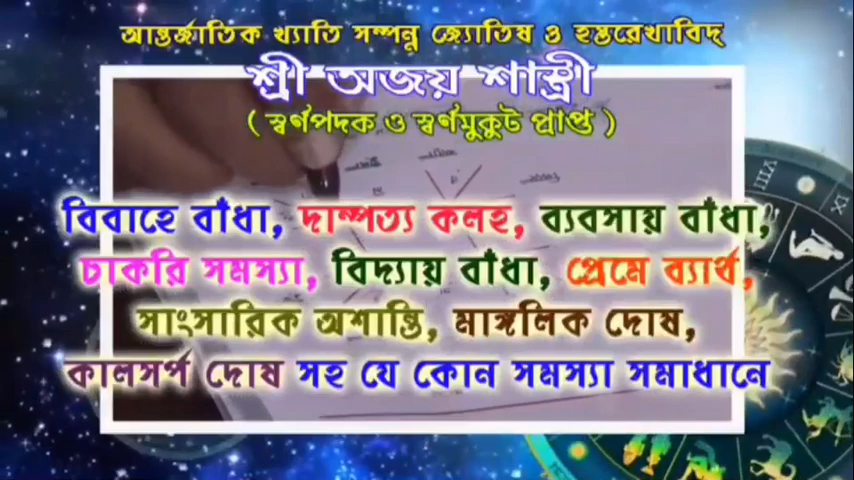 আন্তর্জাতিক খ্যাতি সম্পন্ন জ্যোতিষ ও হস্তরেখাবিদ্
শ্রী অজয় শাস্ত্রী
( স্বর্ণপদক ও স্বর্ণমুকুট প্রাপ্ত )
বিবাহে বাঁধা, দাম্পত্য কলহ, ব্যবসায় বাঁধা,
চাকরি সমস্যা, বিদ্যায় বাঁধা, প্রেমে ব্যার্থ,
সাংসারিক অশান্তি, মাঙ্গলিক দোষ,
কালসর্প দোষ সহ যে কোন সমস্যা সমাধানে